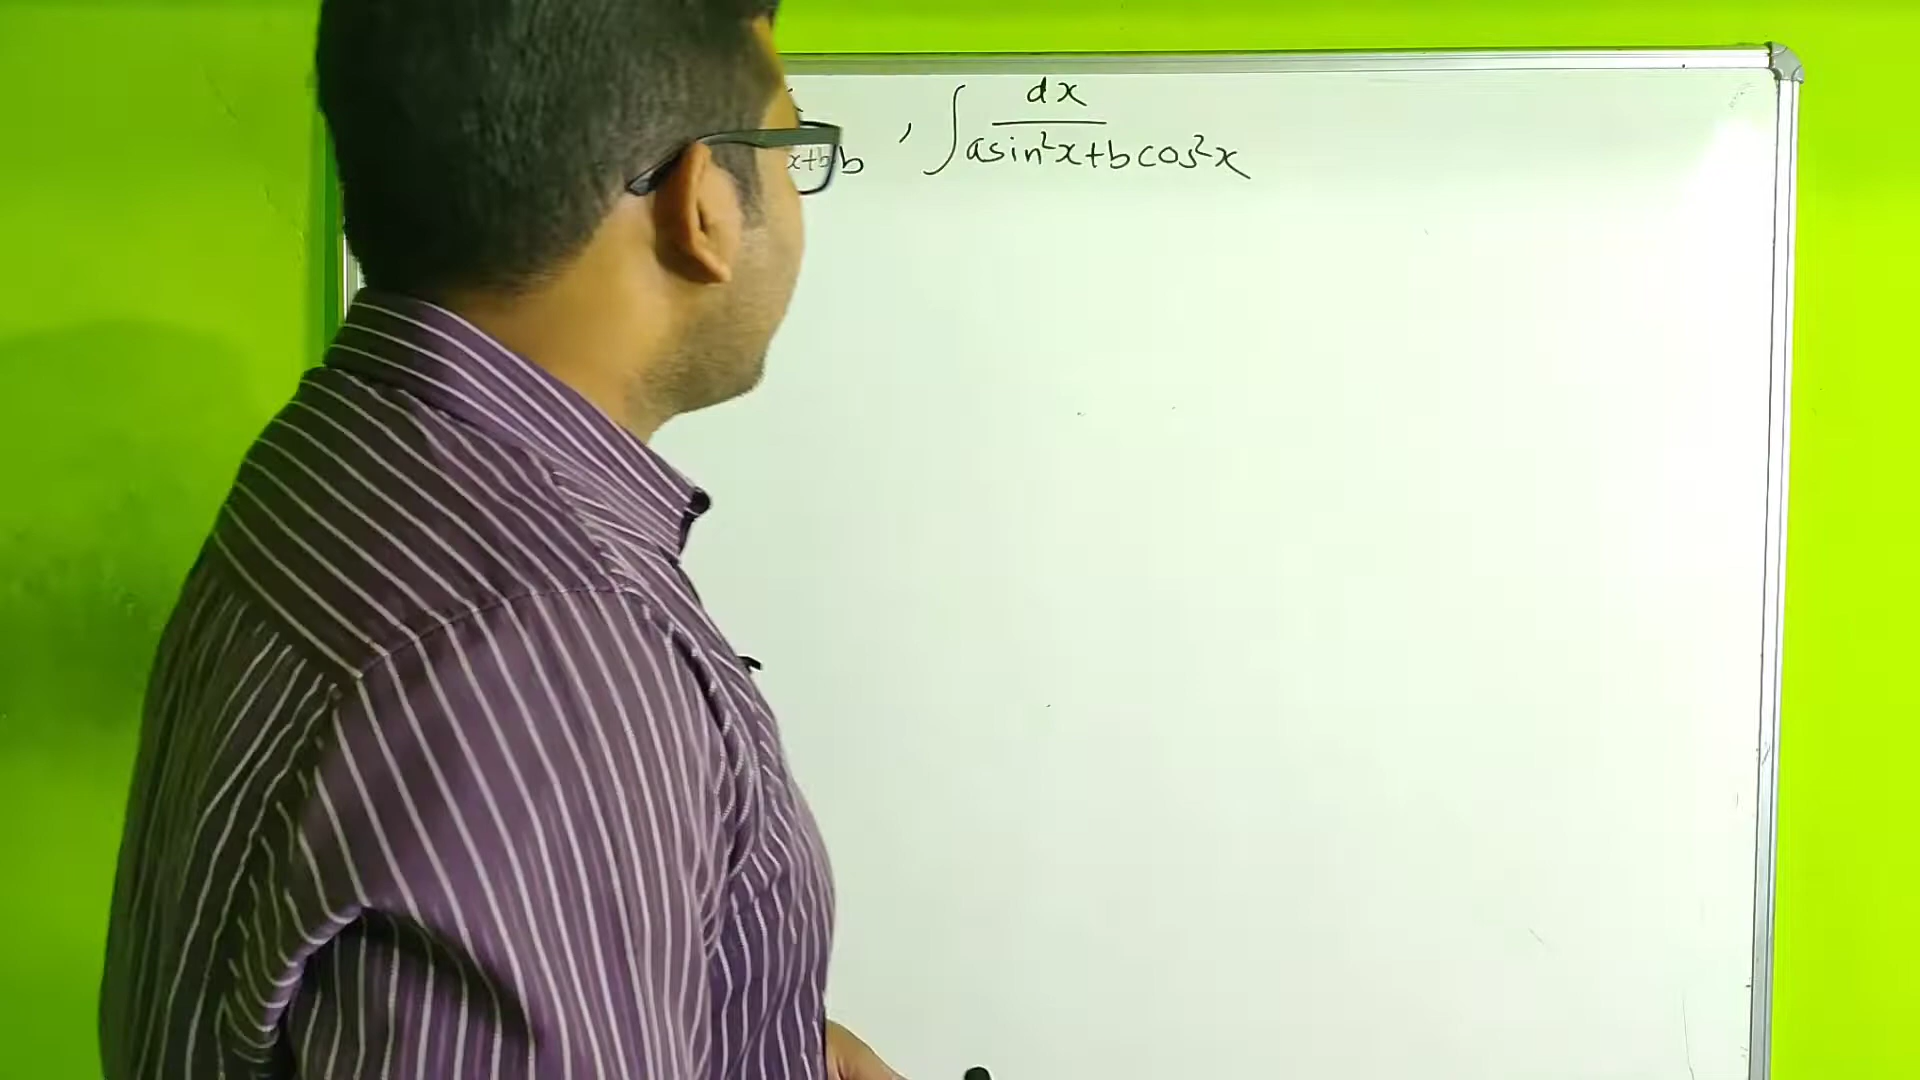 x+b , ∫ dx / asin²x+bcos²x